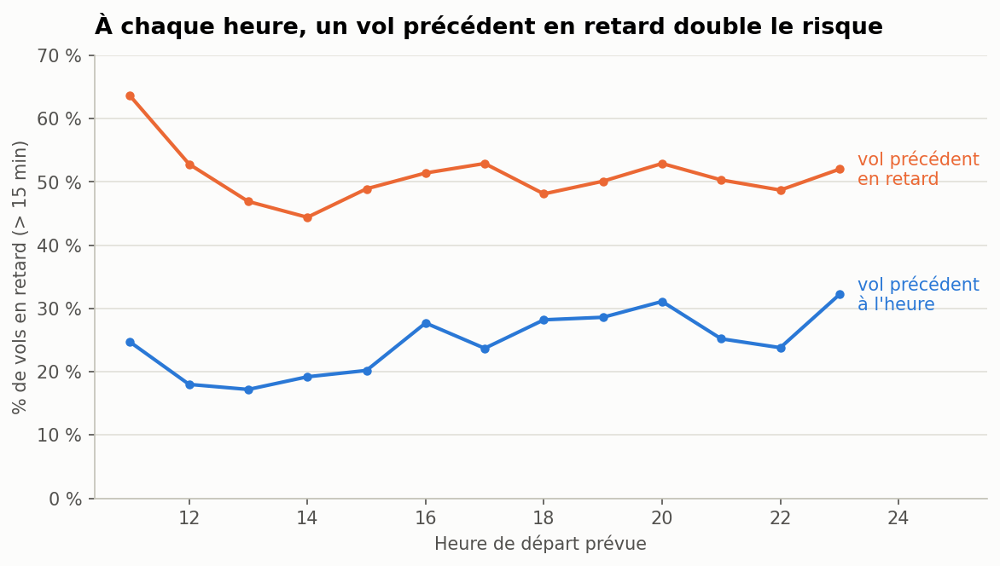 À chaque heure, un vol précédent en retard double le risque
% de vols en retard (> 15 min)
70 %
60 %
50 %
40 %
30 %
20 %
10 %
0 %
vol précédent
en retard
vol précédent
à l'heure
12
14
16
18
20
22
24
Heure de départ prévue